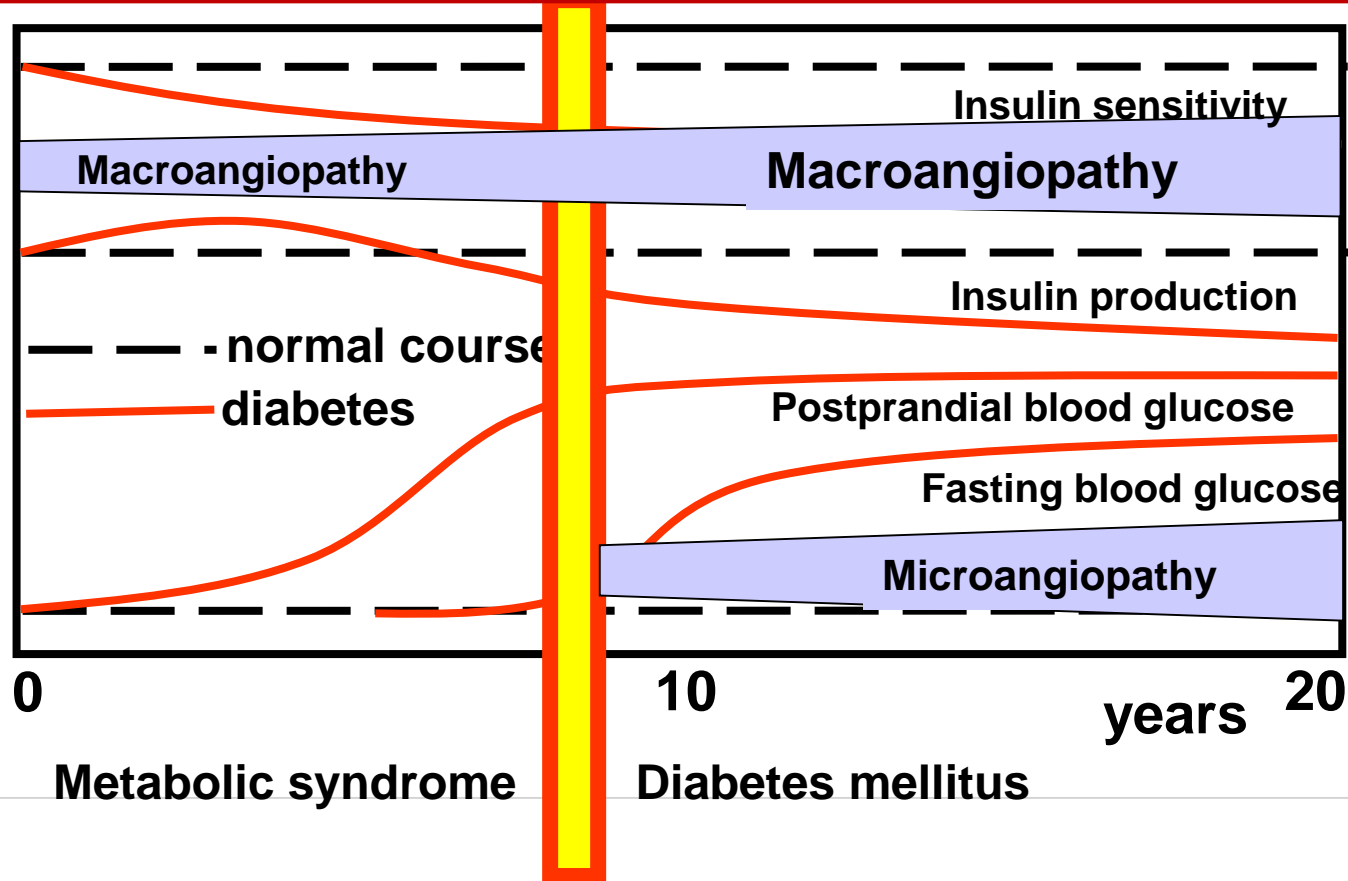 Insulin sensitivity
Macroangiopathy
Macroangiopathy
Insulin production
normal course
diabetes
Postprandial blood glucose
Fasting blood glucose
Microangiopathy
0
10
20
years
Metabolic syndrome
Diabetes mellitus